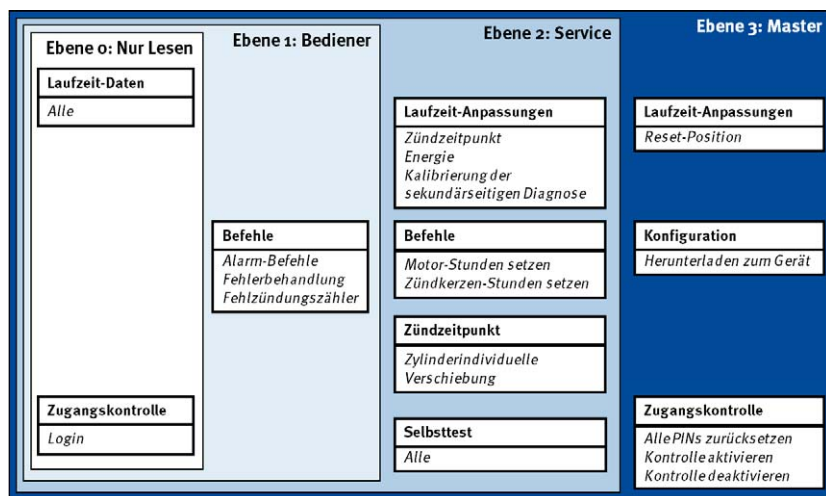 Ebene 0: Nur Lesen
Laufzeit-Daten
Alle
Zugangskontrolle
Login
Ebene 1: Bediener
Befehle
Alarm-Befehle
Fehlerbehandlung
Fehlzündungszähler
Ebene 2: Service
Laufzeit-Anpassungen
Zündzeitpunkt
Energie
Kalibrierung der
sekundärseitigen Diagnose
Befehle
Motor-Stunden setzen
Zündkerzen-Stunden setzen
Zündzeitpunkt
Zylinderindividuelle
Verschiebung
Selbsttest
Alle
Ebene 3: Master
Laufzeit-Anpassungen
Reset-Position
Konfiguration
Herunterladen zum Gerät
Zugangskontrolle
Alle PINs zurücksetzen
Kontrolle aktivieren
Kontrolle deaktivieren